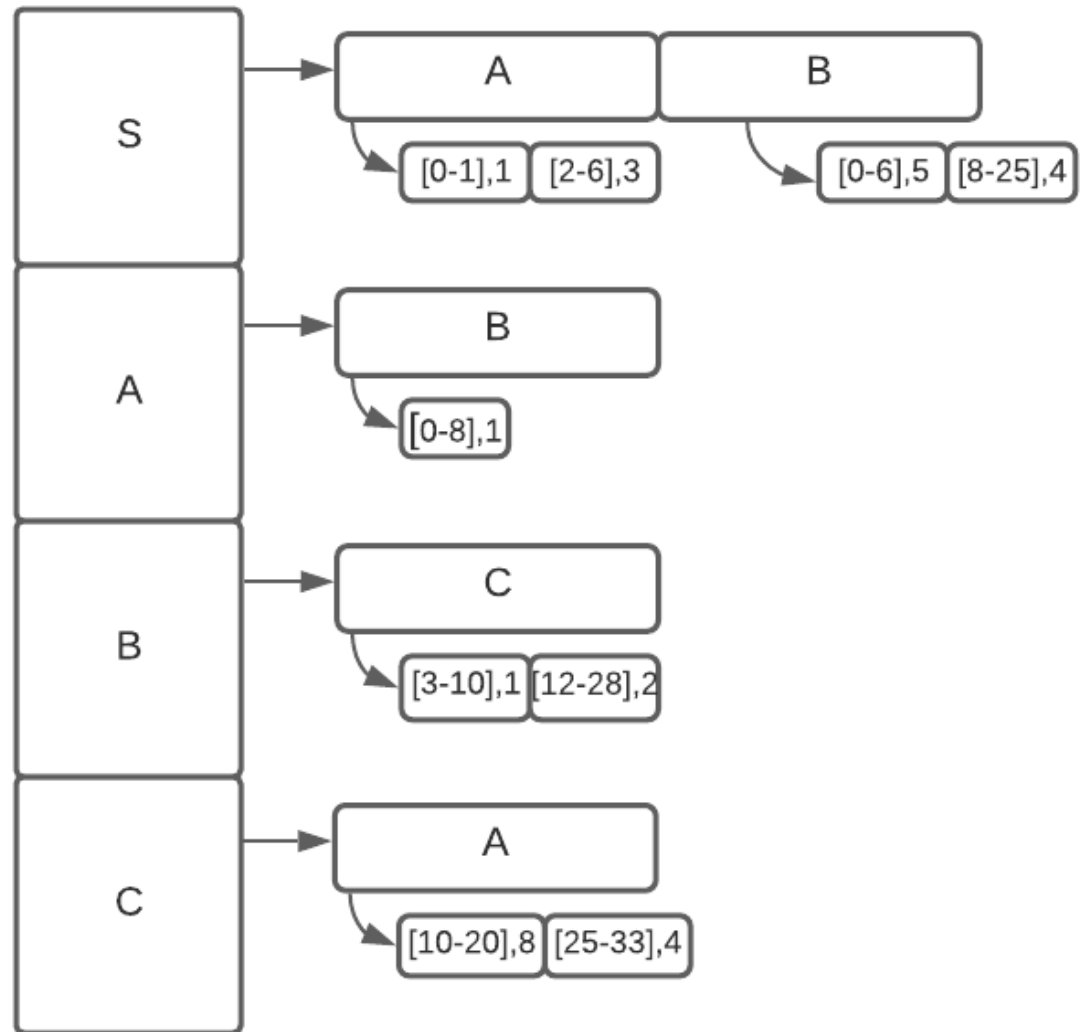 S
A B
[0-1],1 [2-6],3 [0-6],5 [8-25],4
A
B
[0-8],1
B
C
[3-10],1 [12-28],2
C
A
[10-20],8 [25-33],4